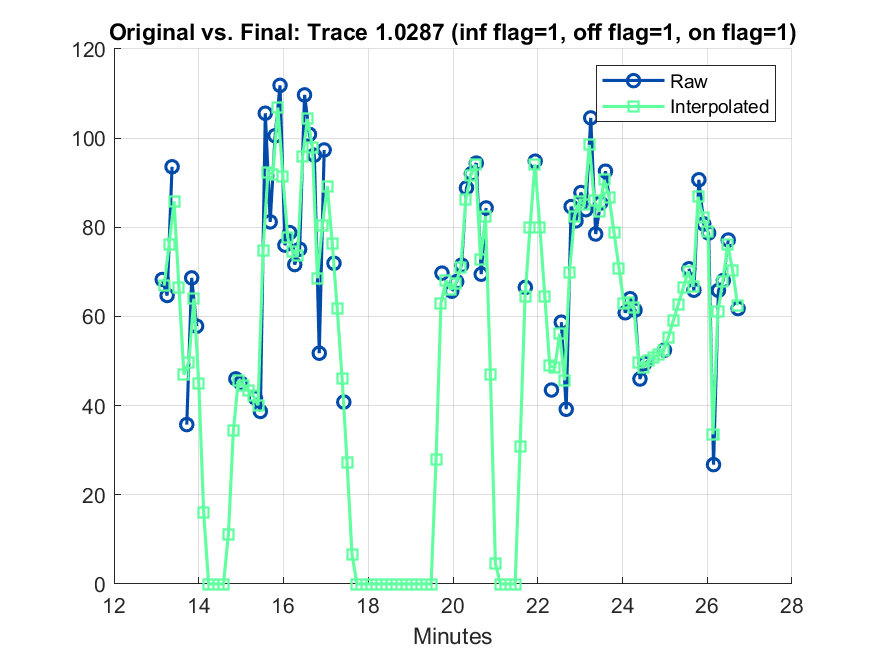 Original vs. Final: Trace 1.0287 (inf flag=1, off flag=1, on flag=1)
120
100
80
60
40
20
0
Raw
Interpolated
12 14 16 18 20 22 24 26 28
Minutes